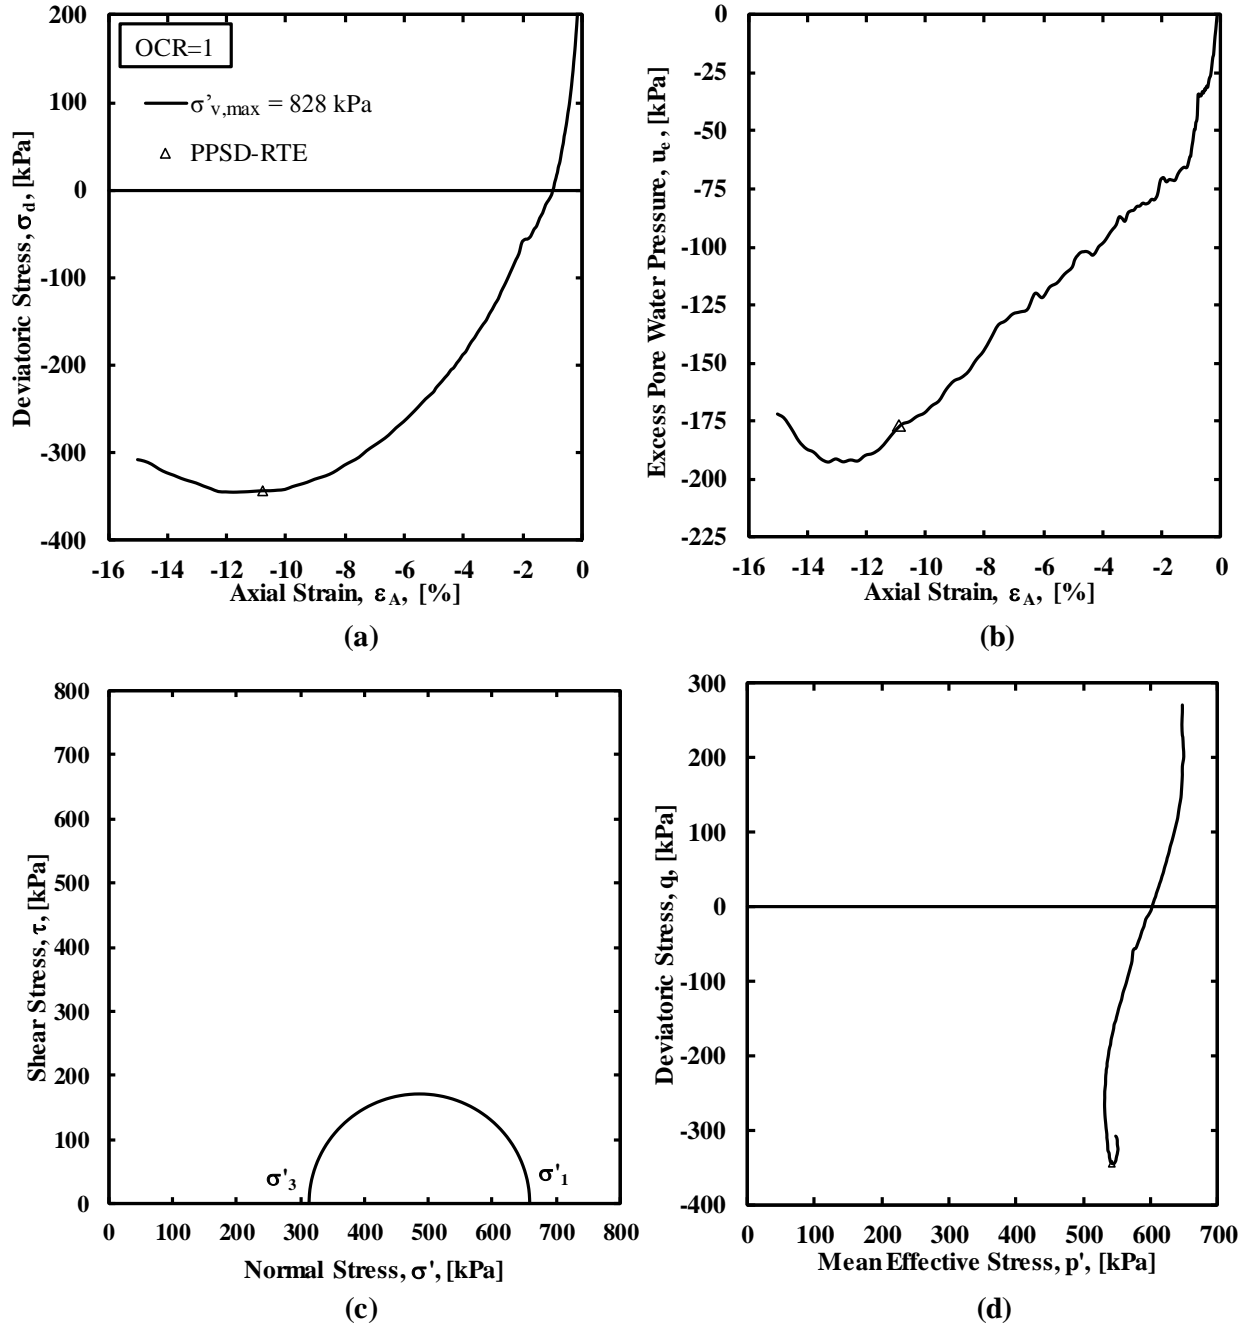 200
100
0
-100
-200
-300
-400
Deviatoric Stress, σd, [kPa]
OCR=1
σ'v,max = 828 kPa
PPSD-RTE
-16 -14 -12 -10 -8 -6 -4 -2 0
Axial Strain, εA, [%]
(a)
0
-25
-50
-75
-100
-125
-150
-175
-200
-225
Excess Pore Water Pressure, ue, [kPa]
-16 -14 -12 -10 -8 -6 -4 -2 0
Axial Strain, εA, [%]
(b)
800
700
600
500
400
300
200
100
0
Shear Stress, τ, [kPa]
σ'3
σ'1
0 100 200 300 400 500 600 700 800
Normal Stress, σ', [kPa]
(c)
300
200
100
0
-100
-200
-300
-400
Deviatoric Stress, q, [kPa]
0 100 200 300 400 500 600 700
Mean Effective Stress, p', [kPa]
(d)